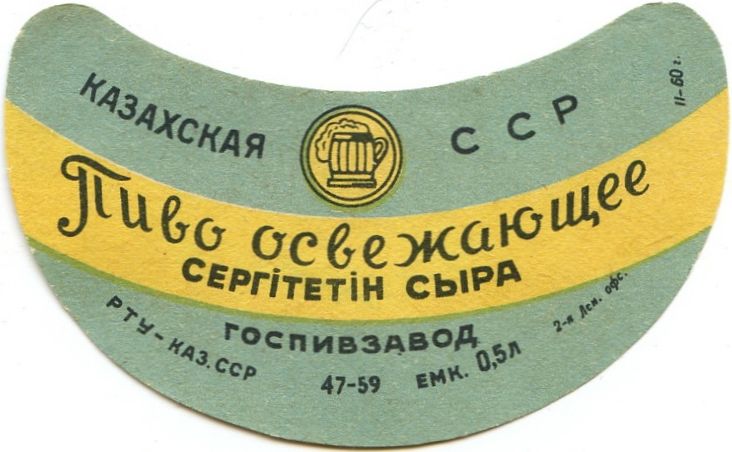 КАЗАХСКАЯ ССР
11-60 г.
Пиво освежающее
СЕРГІТЕТІН СЫРА
ГОСПИВЗАВОД
РТУ-КАЗ.ССР 47-59 ЕМК. 0,5Л
2-я Лен. офс.